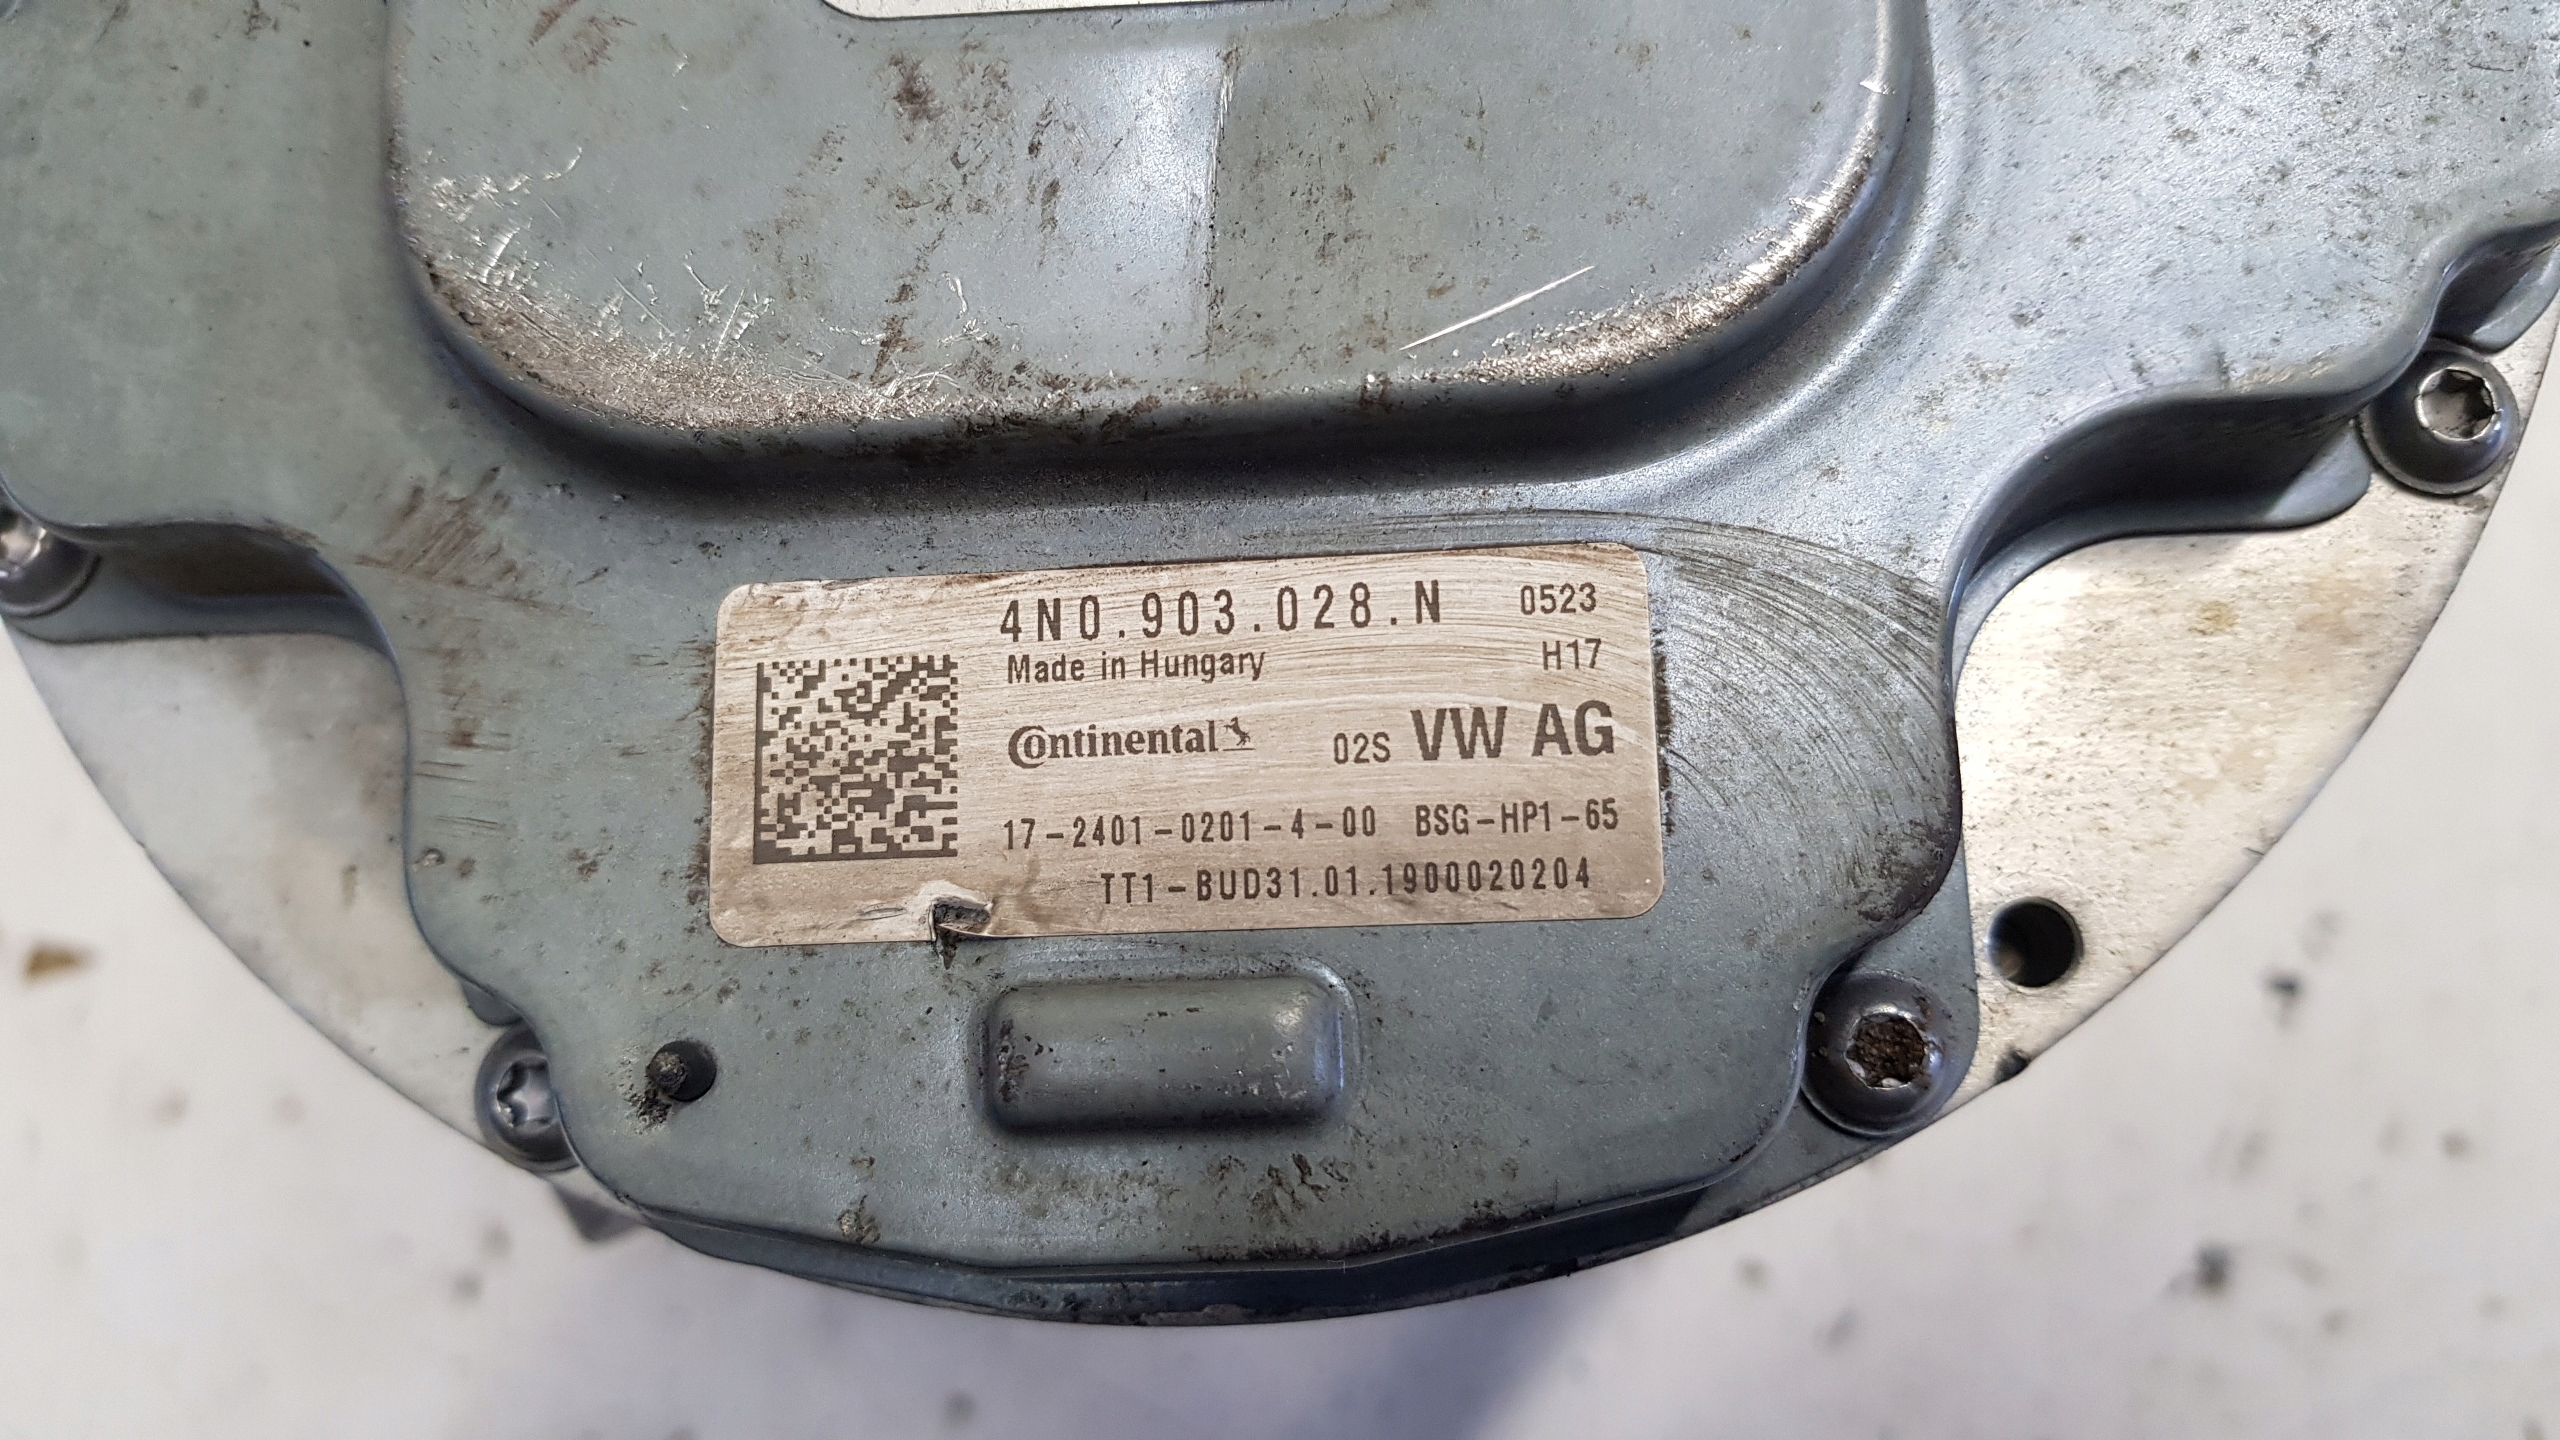 4N0.903.028.N 0523
Made in Hungary H17
Continental 02S VW AG
17-2401-0201-4-00 BSG-HP1-65
TT1-BUD31.01.1900020204